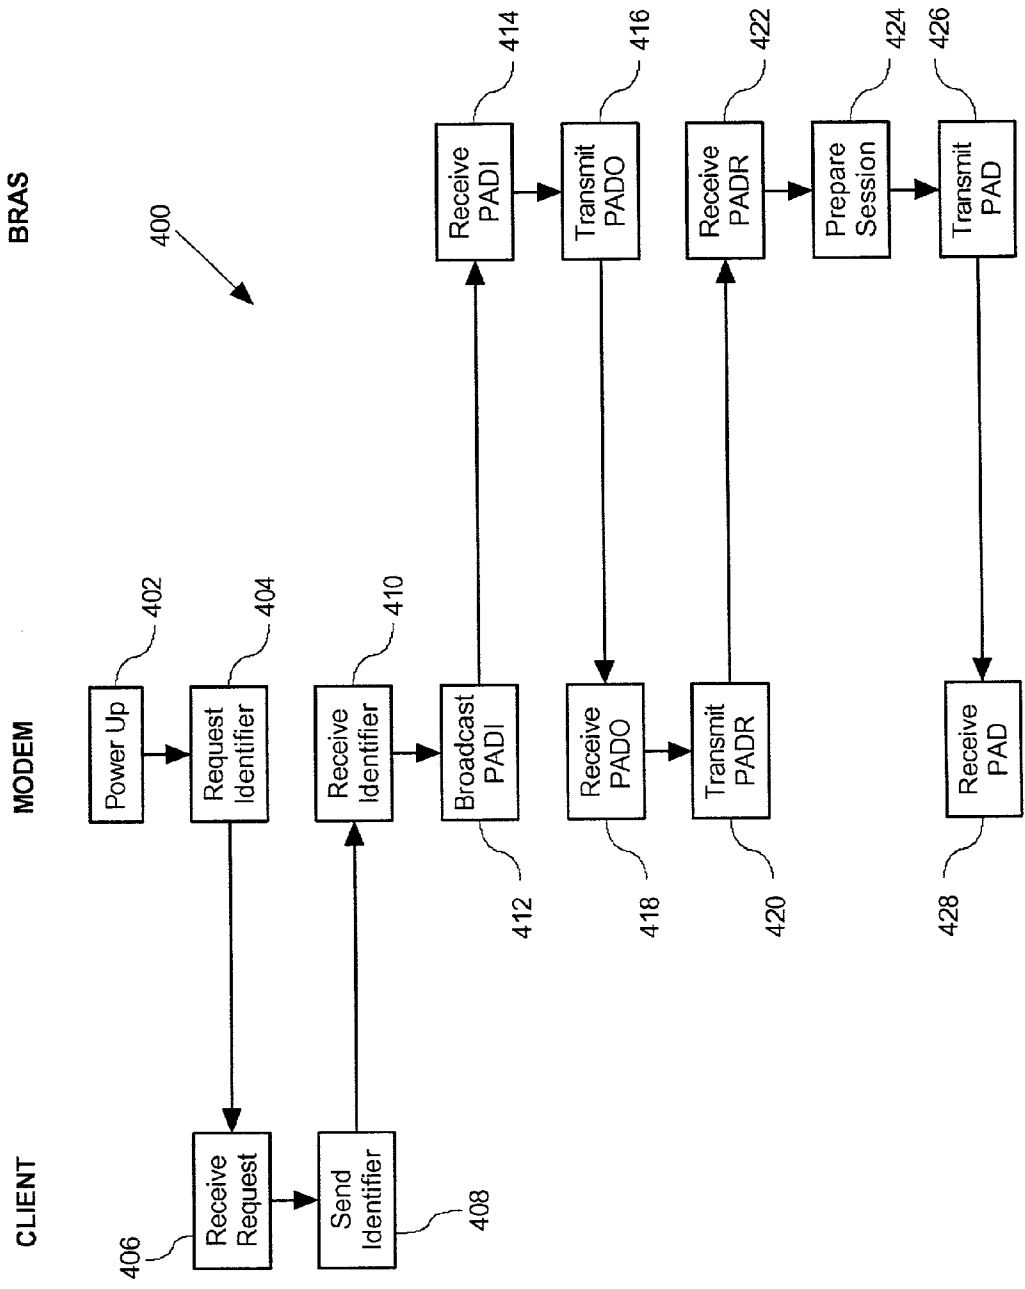 CLIENT
MODEM
BRAS
400
Power Up
402
Request
Identifier
404
Receive
Request
406
Send
Identifier
408
Receive
Identifier
410
Broadcast
PADI
412
Receive
PADI
414
Transmit
PADO
416
Receive
PADO
418
Transmit
PADR
420
Receive
PADR
422
Prepare
Session
424
Transmit
PAD
426
Receive
PAD
428